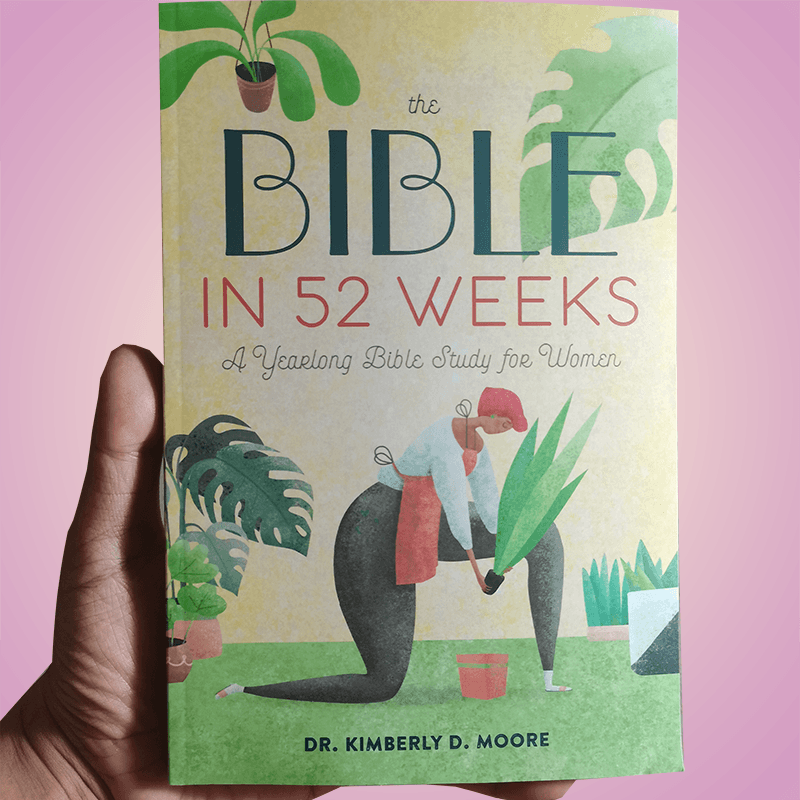 the
BIBLE
IN 52 WEEKS
A Yearlong Bible Study for Women
DR. KIMBERLY D. MOORE